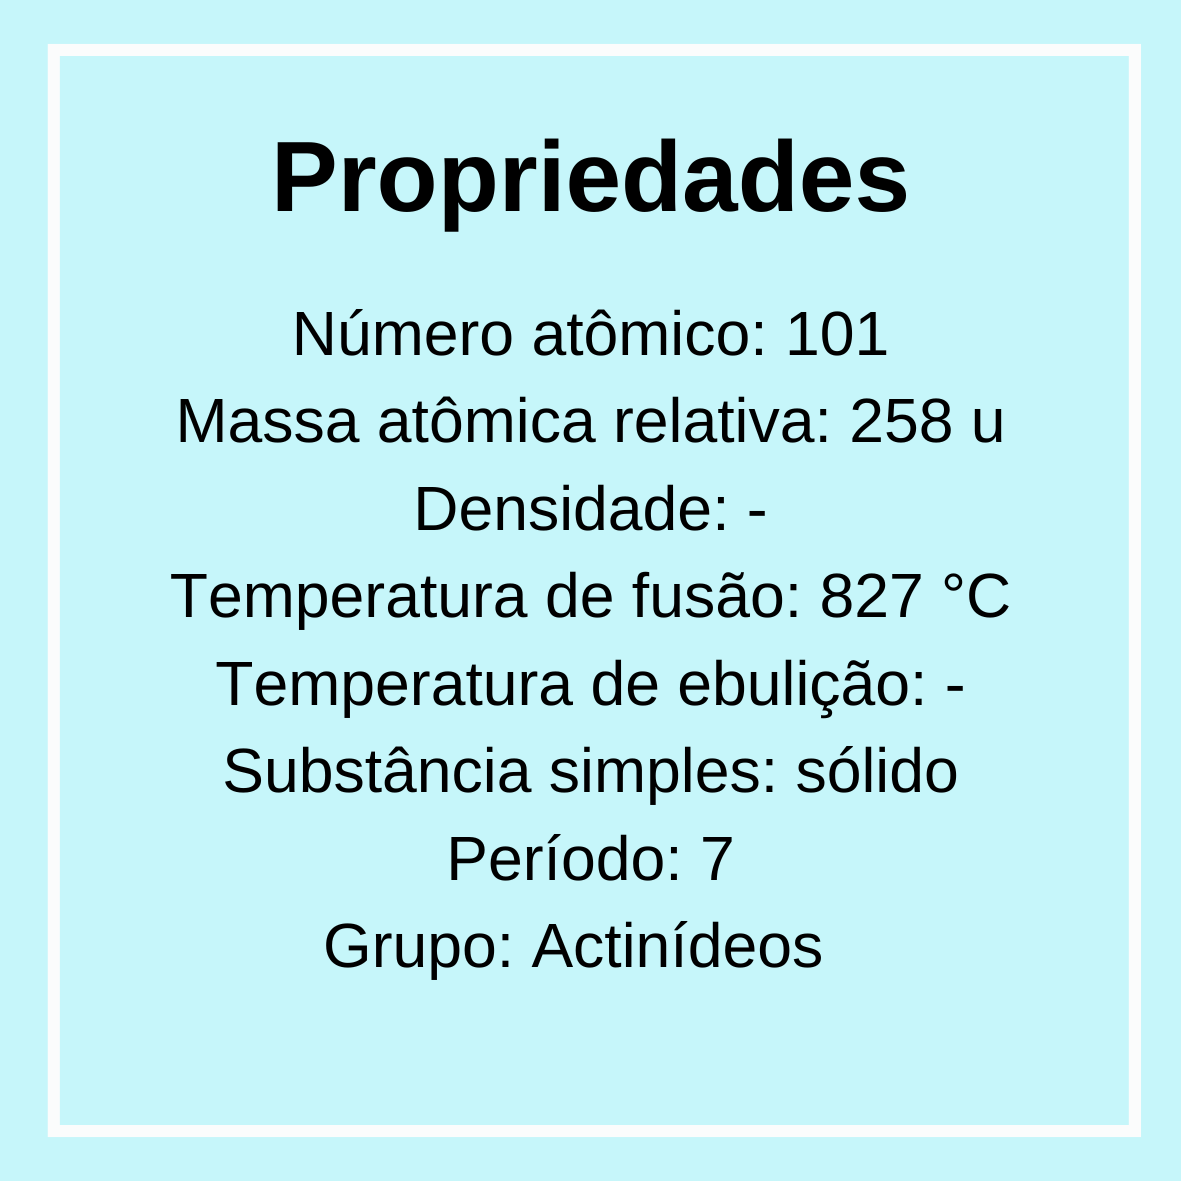 Propriedades
Número atômico: 101
Massa atômica relativa: 258 u
Densidade: -
Temperatura de fusão: 827 °C
Temperatura de ebulição: -
Substância simples: sólido
Período: 7
Grupo: Actinídeos